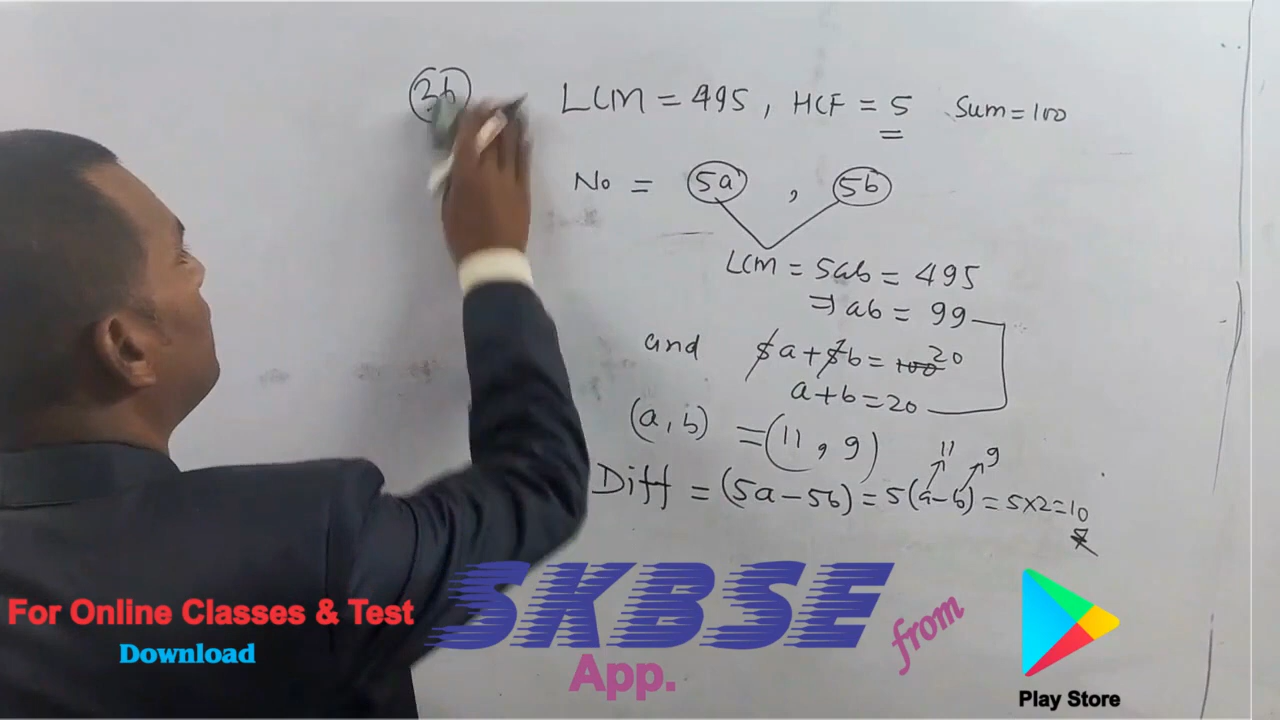 36 LCM = 495, HCF = 5 Sum = 100
No = 5a , 5b
LCM = 5ab = 495
⇒ ab = 99
and 5a + 5b = 100 20
a + b = 20
(a, b) = (11, 9)
11 9
Diff = (5a - 5b) = 5(a - b) = 5×2 = 10
For Online Classes & Test
Download
SKBSE
App.
from
Play Store